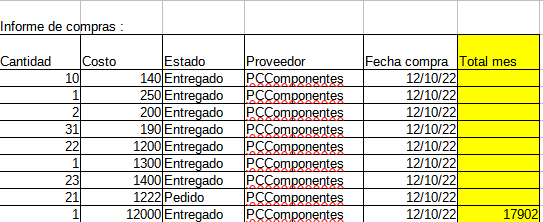 Informe de compras :
Cantidad Costo Estado Proveedor Fecha compra Total mes
10 140 Entregado PCComponentes 12/10/22
1 250 Entregado PCComponentes 12/10/22
2 200 Entregado PCComponentes 12/10/22
31 190 Entregado PCComponentes 12/10/22
22 1200 Entregado PCComponentes 12/10/22
1 1300 Entregado PCComponentes 12/10/22
23 1400 Entregado PCComponentes 12/10/22
21 1222 Pedido PCComponentes 12/10/22
1 12000 Entregado PCComponentes 12/10/22 17902